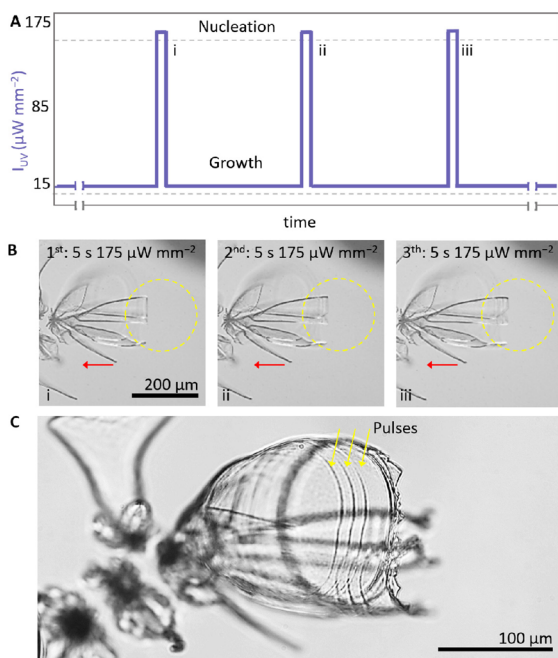 A
175
Nucleation
i
ii
iii
85
I_UV (μW mm⁻²)
Growth
15
time
B
1st: 5 s 175 μW mm⁻²
2nd: 5 s 175 μW mm⁻²
3th: 5 s 175 μW mm⁻²
200 μm
i
ii
iii
C
Pulses
100 μm